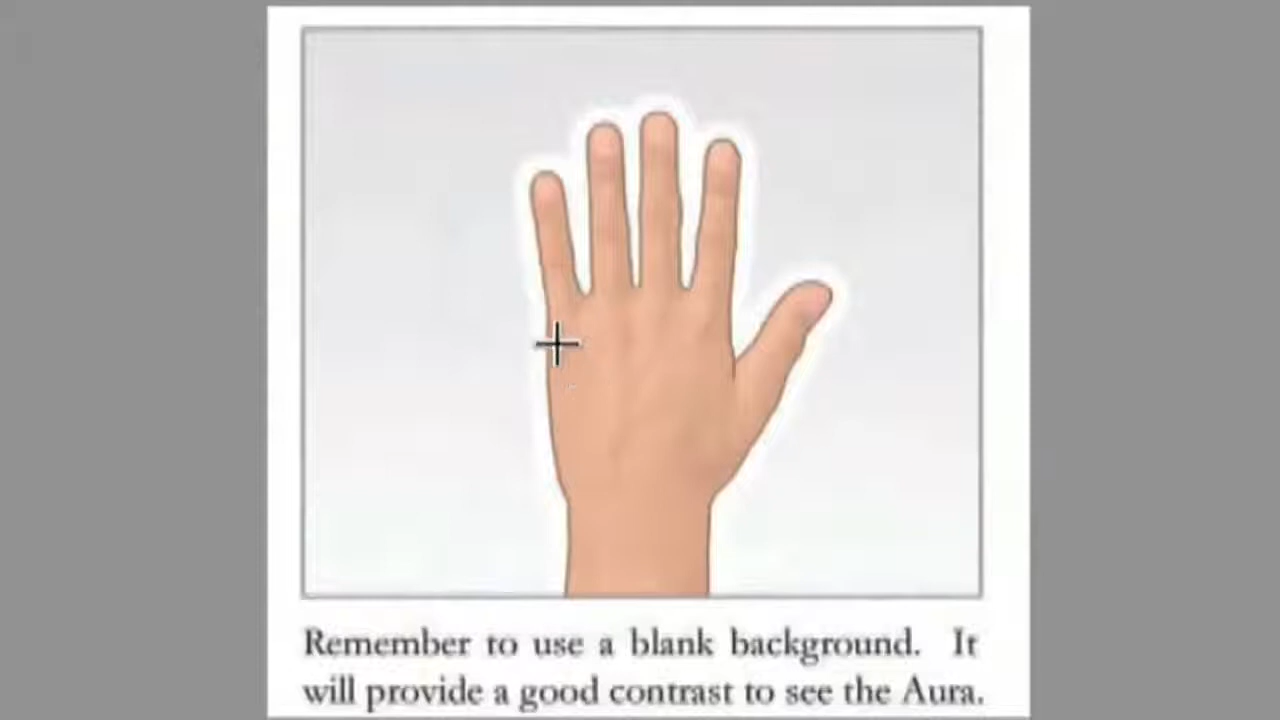 Remember to use a blank background. It
will provide a good contrast to see the Aura.